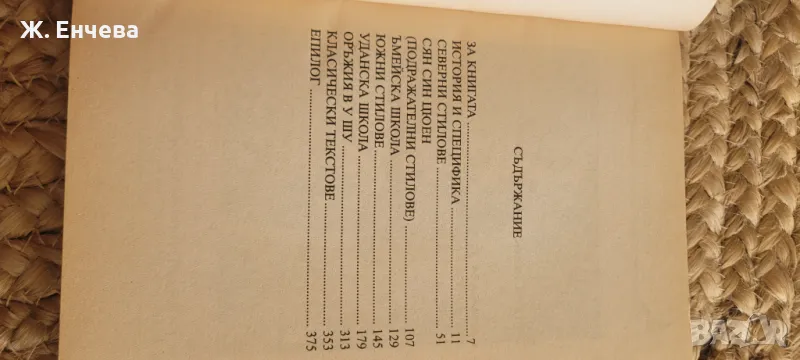 Ж. Енчева
СЪДЪРЖАНИЕ
ЗА КНИГАТА 7
ИСТОРИЯ И СПЕЦИФИКА 11
СЕВЕРНИ СТИЛОВЕ 51
СЯН СИН ЦЮЕН
(ПОДРАЖАТЕЛНИ СТИЛОВЕ) 107
ЪМЕЙСКА ШКОЛА 129
ЮЖНИ СТИЛОВЕ 145
УДАНСКА ШКОЛА 179
ОРЪЖИЯ В У ШУ 313
КЛАСИЧЕСКИ ТЕКСТОВЕ 353
ЕПИЛОГ 375
bazar